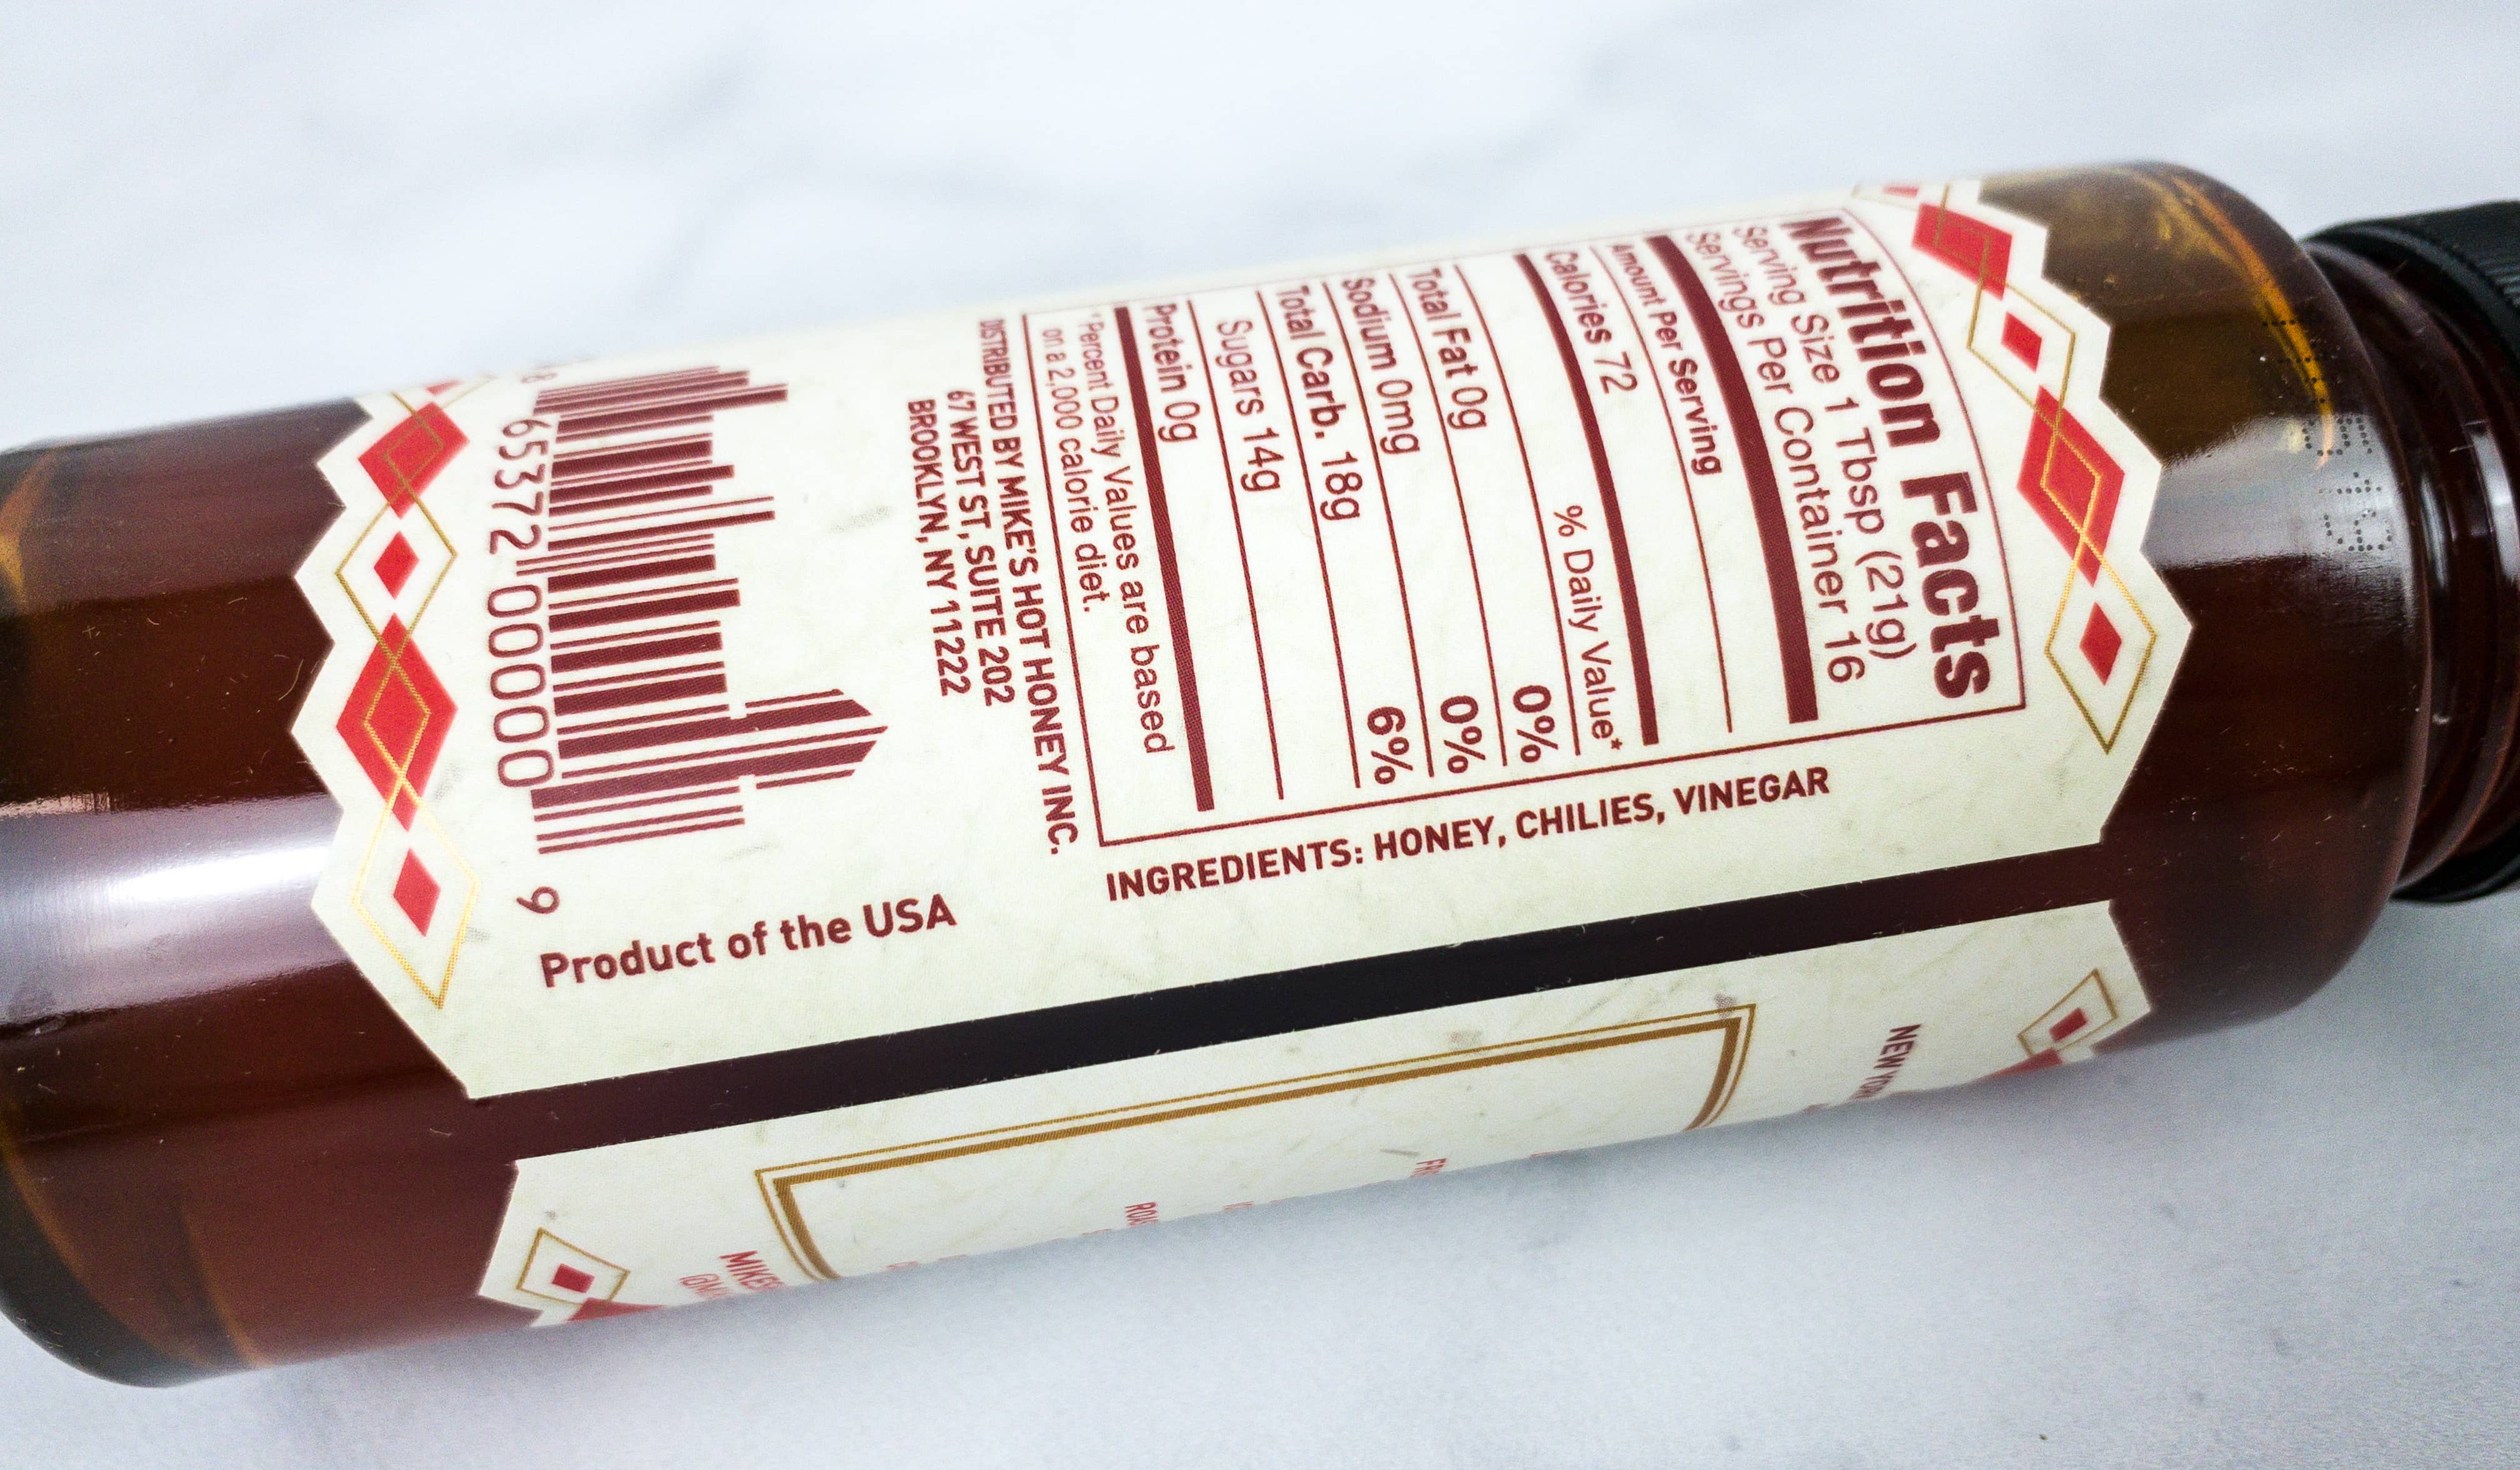 Nutrition Facts
Serving Size 1 Tbsp (21g)
Servings Per Container 16
Amount Per Serving
Calories 72
% Daily Value*
Total Fat 0g 0%
Sodium 0mg 0%
Total Carb. 18g 6%
Sugars 14g
Protein 0g
*Percent Daily Values are based
on a 2,000 calorie diet.
DISTRIBUTED BY MIKE'S HOT HONEY INC.
67 WEST ST, SUITE 202
BROOKLYN, NY 11222
8 65372 00000 9
INGREDIENTS: HONEY, CHILIES, VINEGAR
Product of the USA
NEW